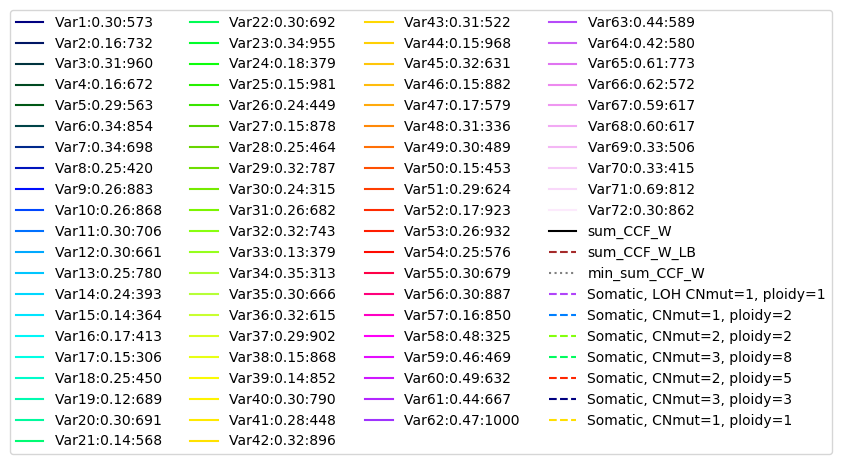 Var1:0.30:573
Var2:0.16:732
Var3:0.31:960
Var4:0.16:672
Var5:0.29:563
Var6:0.34:854
Var7:0.34:698
Var8:0.25:420
Var9:0.26:883
Var10:0.26:868
Var11:0.30:706
Var12:0.30:661
Var13:0.25:780
Var14:0.24:393
Var15:0.14:364
Var16:0.17:413
Var17:0.15:306
Var18:0.25:450
Var19:0.12:689
Var20:0.30:691
Var21:0.14:568
Var22:0.30:692
Var23:0.34:955
Var24:0.18:379
Var25:0.15:981
Var26:0.24:449
Var27:0.15:878
Var28:0.25:464
Var29:0.32:787
Var30:0.24:315
Var31:0.26:682
Var32:0.32:743
Var33:0.13:379
Var34:0.35:313
Var35:0.30:666
Var36:0.32:615
Var37:0.29:902
Var38:0.15:868
Var39:0.14:852
Var40:0.30:790
Var41:0.28:448
Var42:0.32:896
Var43:0.31:522
Var44:0.15:968
Var45:0.32:631
Var46:0.15:882
Var47:0.17:579
Var48:0.31:336
Var49:0.30:489
Var50:0.15:453
Var51:0.29:624
Var52:0.17:923
Var53:0.26:932
Var54:0.25:576
Var55:0.30:679
Var56:0.30:887
Var57:0.16:850
Var58:0.48:325
Var59:0.46:469
Var60:0.49:632
Var61:0.44:667
Var62:0.47:1000
Var63:0.44:589
Var64:0.42:580
Var65:0.61:773
Var66:0.62:572
Var67:0.59:617
Var68:0.60:617
Var69:0.33:506
Var70:0.33:415
Var71:0.69:812
Var72:0.30:862
sum_CCF_W
sum_CCF_W_LB
min_sum_CCF_W
Somatic, LOH CNmut=1, ploidy=1
Somatic, CNmut=1, ploidy=2
Somatic, CNmut=2, ploidy=2
Somatic, CNmut=3, ploidy=8
Somatic, CNmut=2, ploidy=5
Somatic, CNmut=3, ploidy=3
Somatic, CNmut=1, ploidy=1